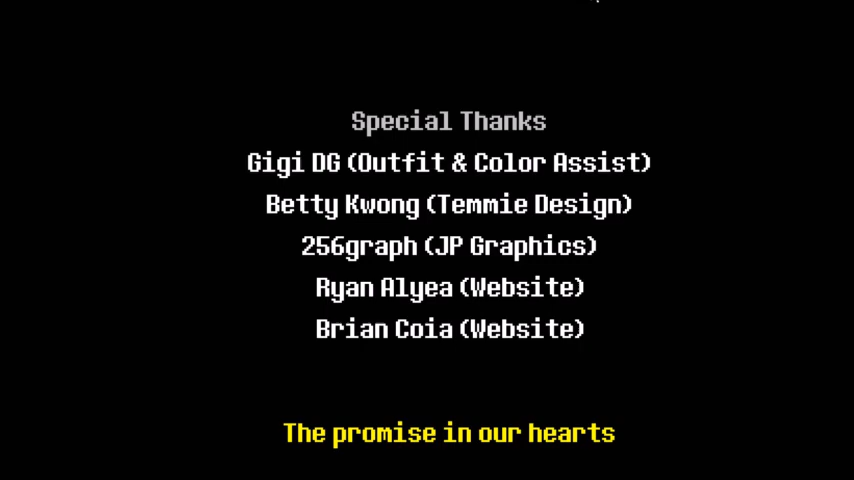 Special Thanks
Gigi DG (Outfit & Color Assist)
Betty Kwong (Temmie Design)
256graph (JP Graphics)
Ryan Alyea (Website)
Brian Coia (Website)
The promise in our hearts